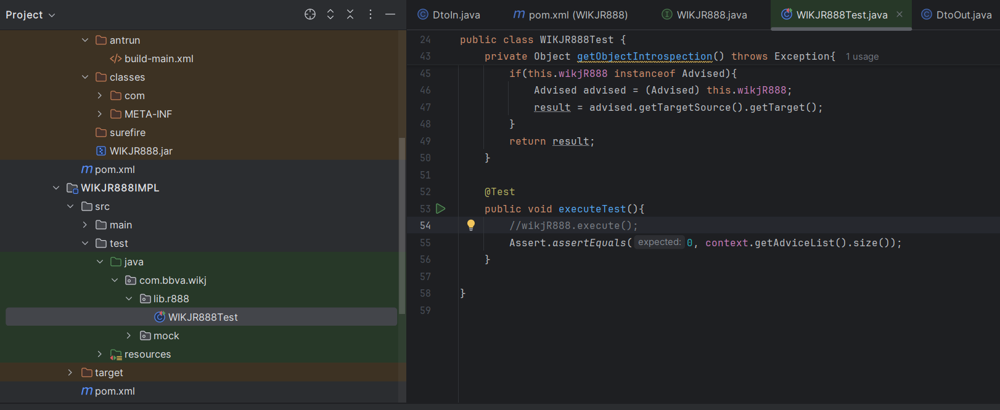 Project
antrun
build-main.xml
classes
com
META-INF
surefire
WIKJR888.jar
pom.xml
WIKJR888IMPL
src
main
test
java
com.bbva.wikj
lib.r888
WIKJR888Test
mock
resources
target
pom.xml
DtoIn.java pom.xml (WIKJR888) WIKJR888.java WIKJR888Test.java DtoOut.java
24 public class WIKJR888Test {
43 private Object getObjectIntrospection() throws Exception{ 1 usage
45 if(this.wikjR888 instanceof Advised){
46 Advised advised = (Advised) this.wikjR888;
47 result = advised.getTargetSource().getTarget();
48 }
49 return result;
50 }
51
52 @Test
53 public void executeTest(){
54 //wikjR888.execute();
55 Assert.assertEquals( expected: 0, context.getAdviceList().size());
56 }
57
58 }
59